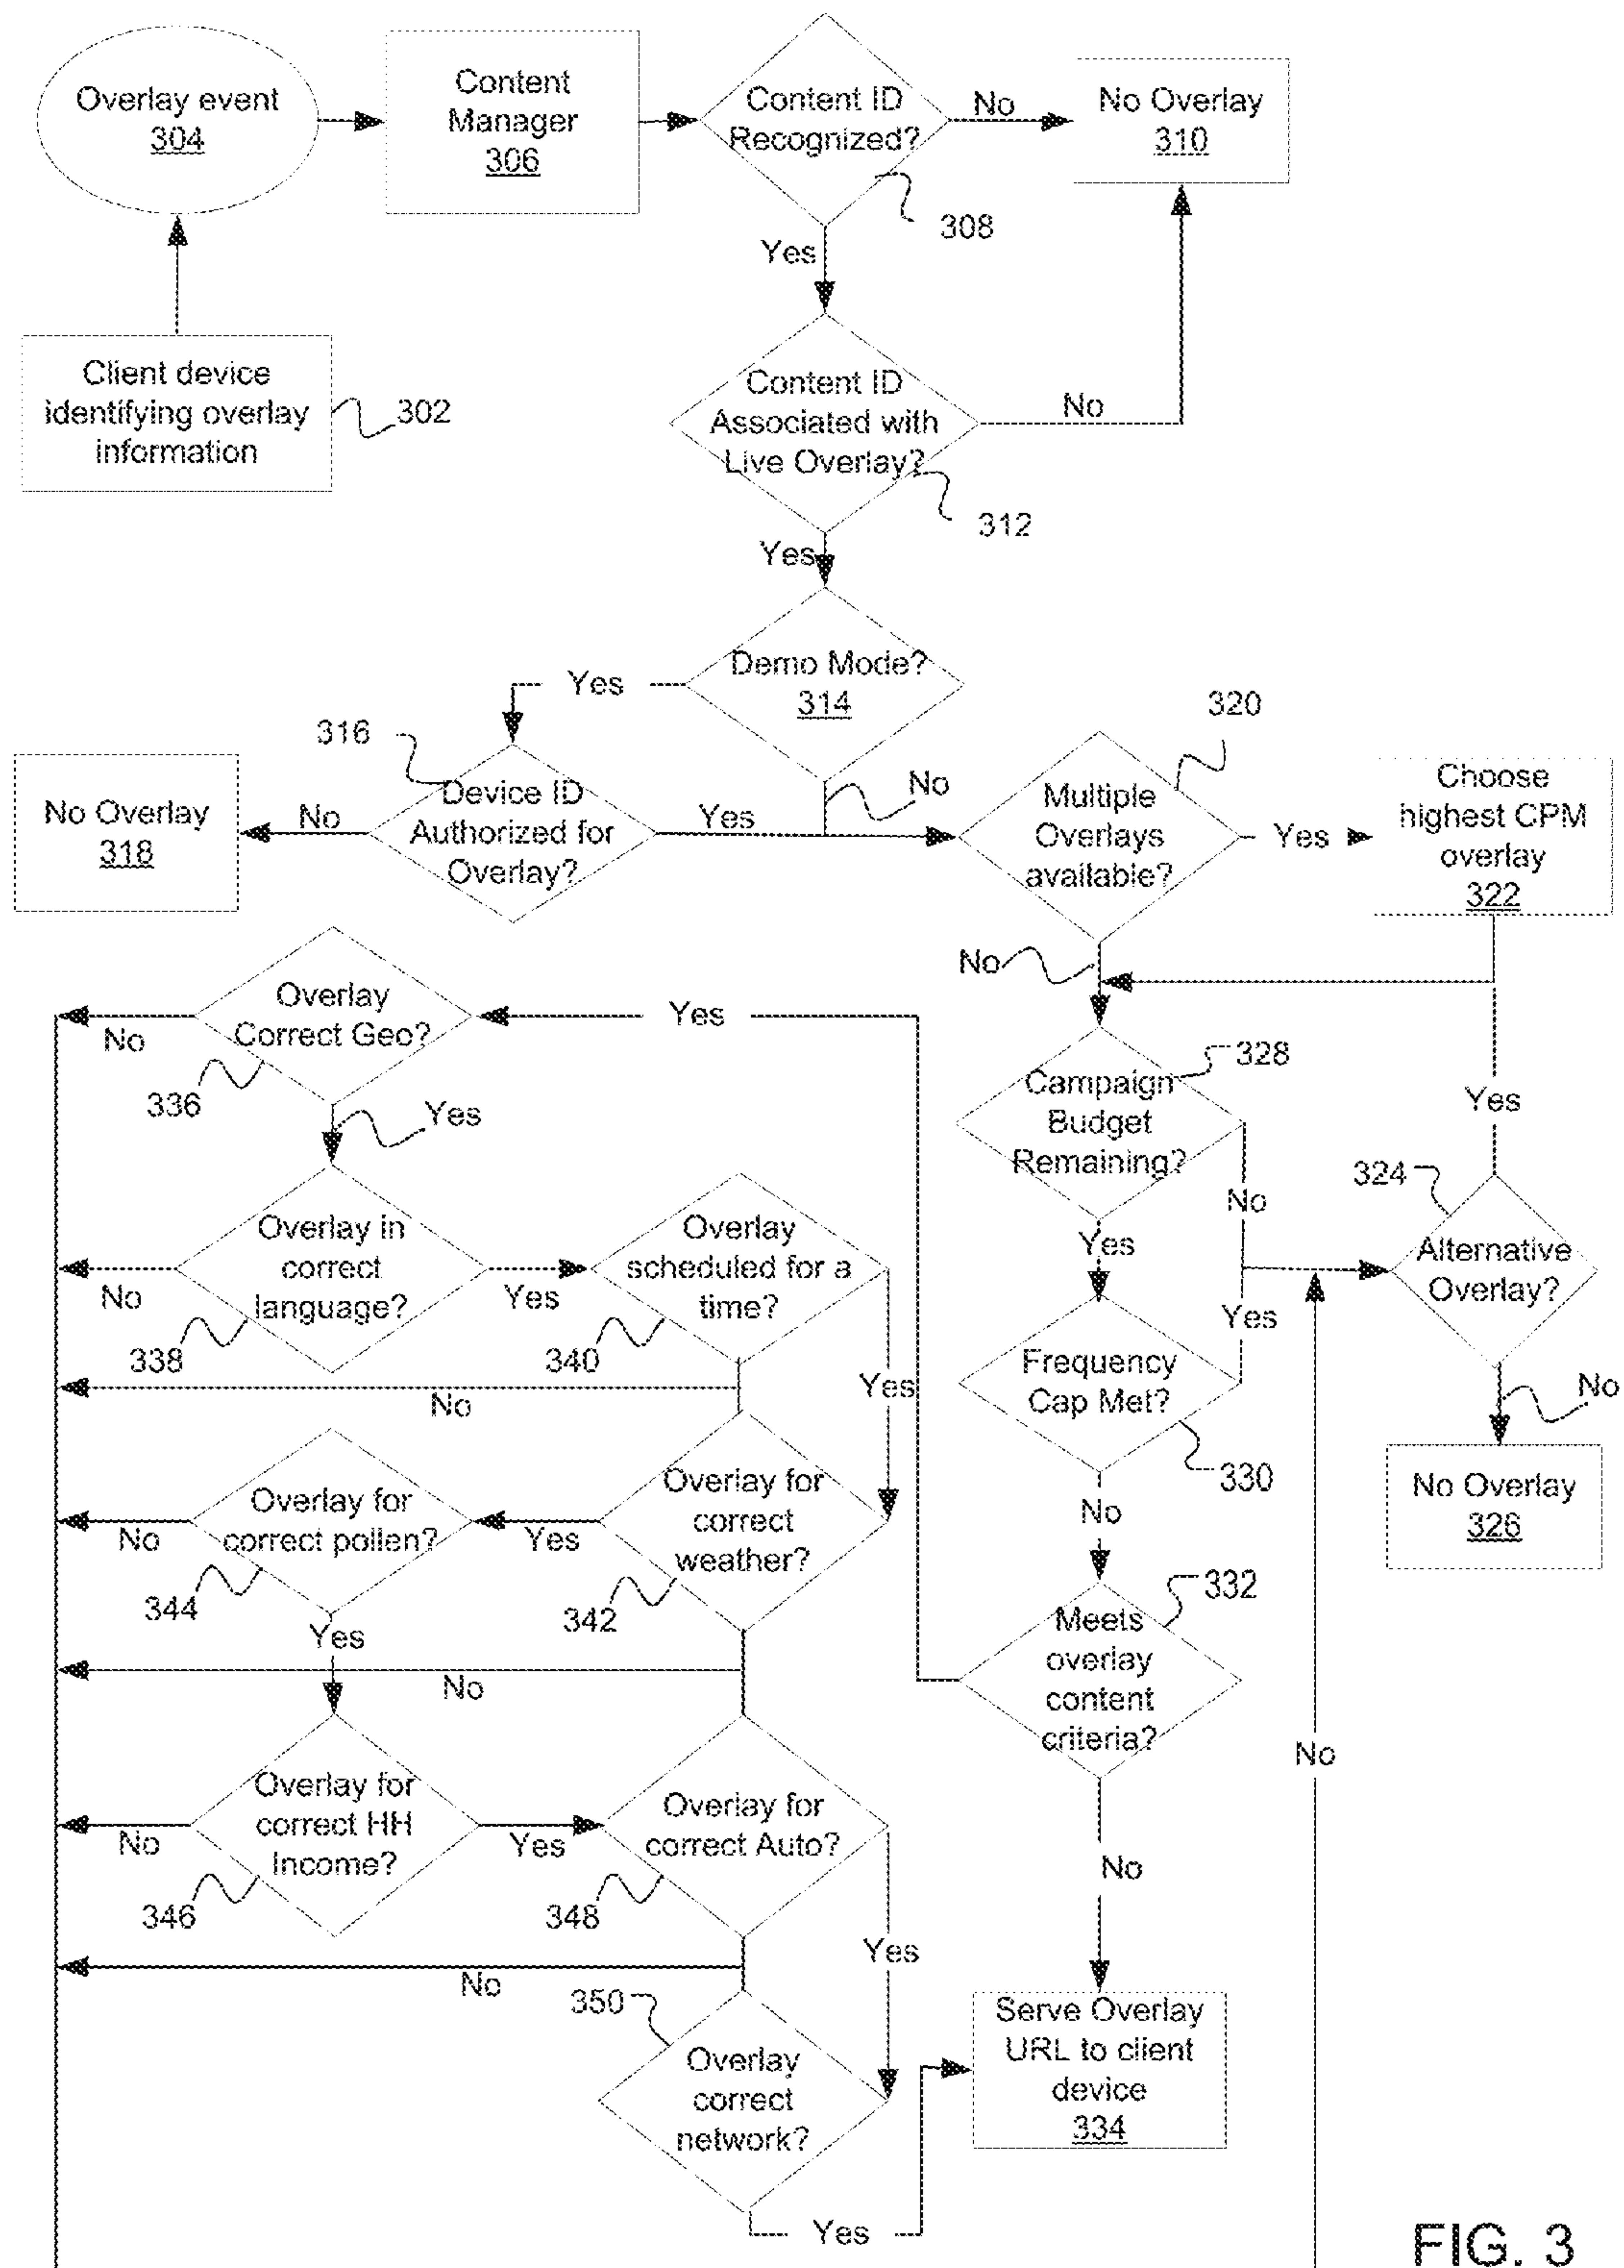 Overlay event
304
Content
Manager
306
Content ID
Recognized?
No
No Overlay
310
308
Yes
Client device
identifying overlay
information
302
Content ID
Associated with
Live Overlay?
No
312
Yes
Demo Mode?
314
Yes
316
320
No Overlay
318
No
Device ID
Authorized for
Overlay?
Yes
No
Multiple
Overlays
available?
Yes
Choose
highest CPM
overlay
322
No
Overlay
Correct Geo?
No
336
Yes
Yes
Campaign
Budget
Remaining?
328
No
Yes
Yes
324
Alternative
Overlay?
Overlay in
correct
language?
No
338
Yes
Overlay
scheduled for a
time?
340
Yes
No
Frequency
Cap Met?
Yes
330
No
No
No Overlay
326
Overlay for
correct pollen?
No
344
Yes
Yes
Overlay for
correct
weather?
342
No
Meets
overlay
content
criteria?
332
No
No
Overlay for
correct HH
Income?
No
346
Yes
Overlay for
correct Auto?
348
Yes
No
350
Overlay
correct
network?
Yes
Serve Overlay
URL to client
device
334
FIG. 3